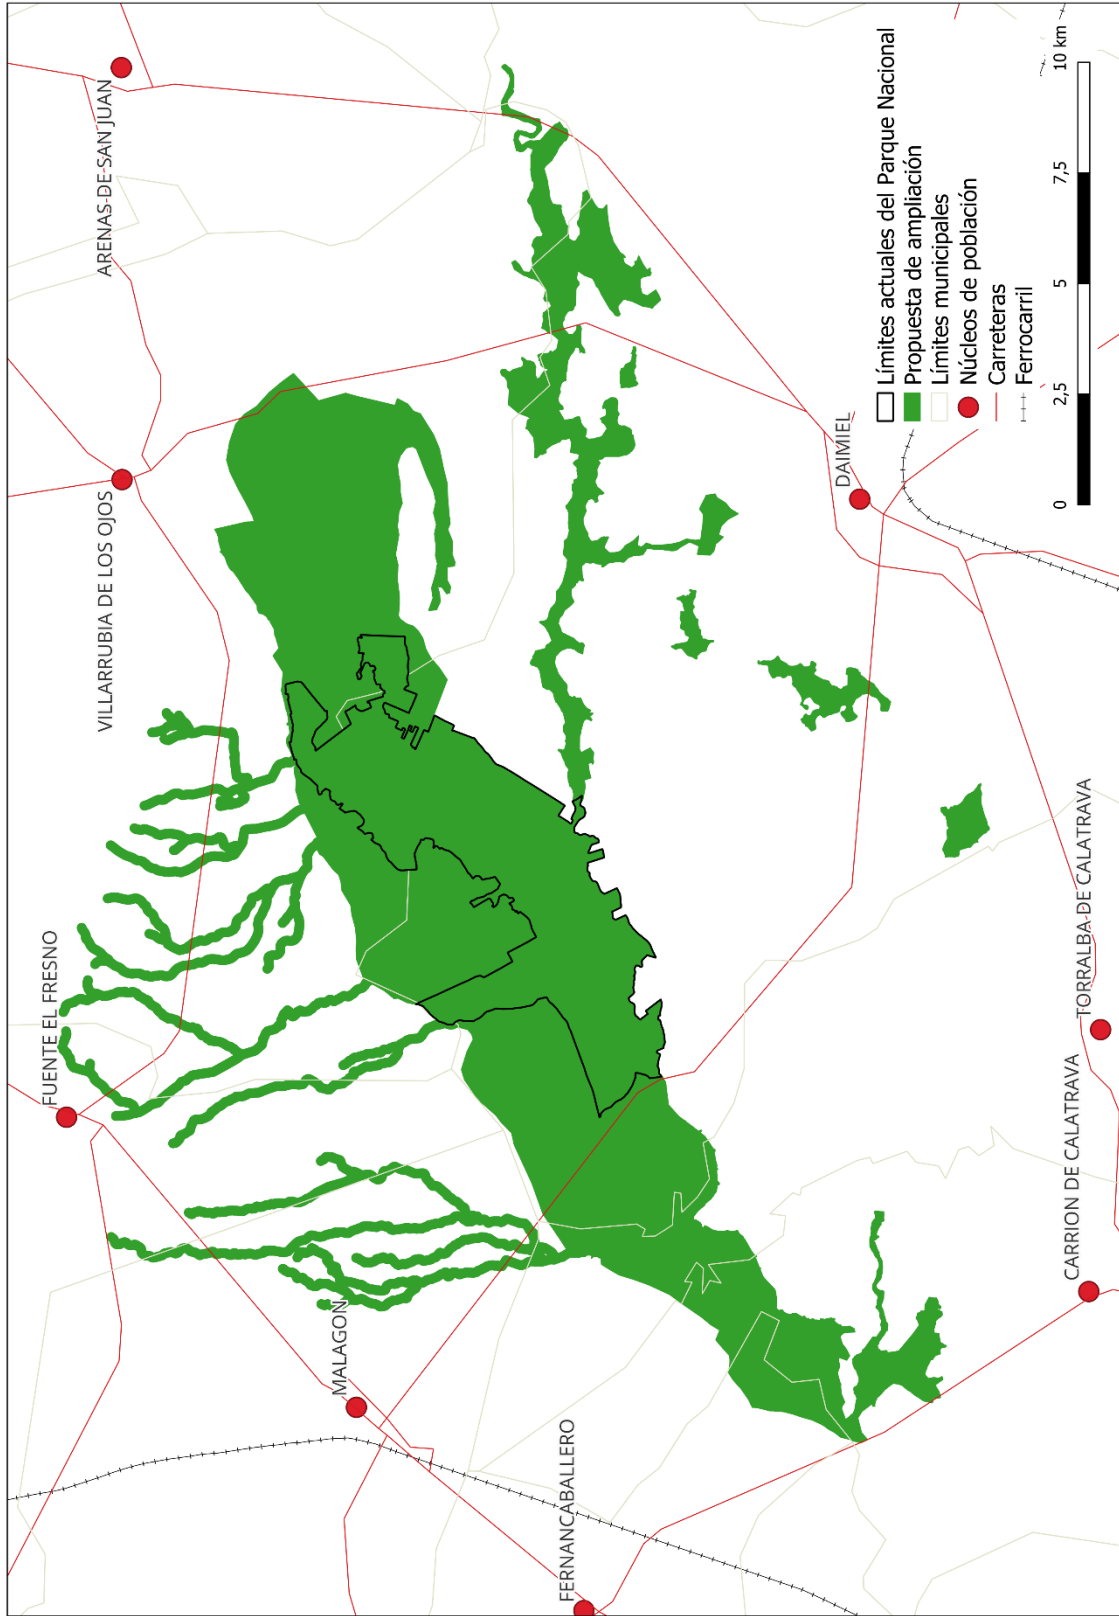 ARENAS-DE-SAN JUAN
VILLARRUBIA DE LOS OJOS
FUENTE EL FRESNO
MALAGON
FERNANCABALLERO
DAIMIEL
TORRALBA-DE CALATRAVA
CARRION DE CALATRAVA
Límites actuales del Parque Nacional
Propuesta de ampliación
Límites municipales
Núcleos de población
Carreteras
Ferrocarril
0 2,5 5 7,5 10 km